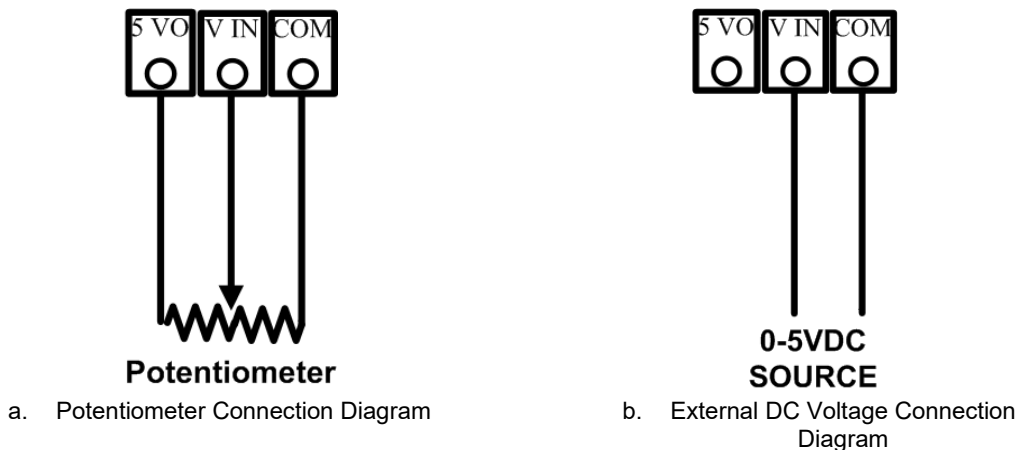 5 VO V IN COM
Potentiometer
a. Potentiometer Connection Diagram
5 VO V IN COM
0-5VDC
SOURCE
b. External DC Voltage Connection
Diagram